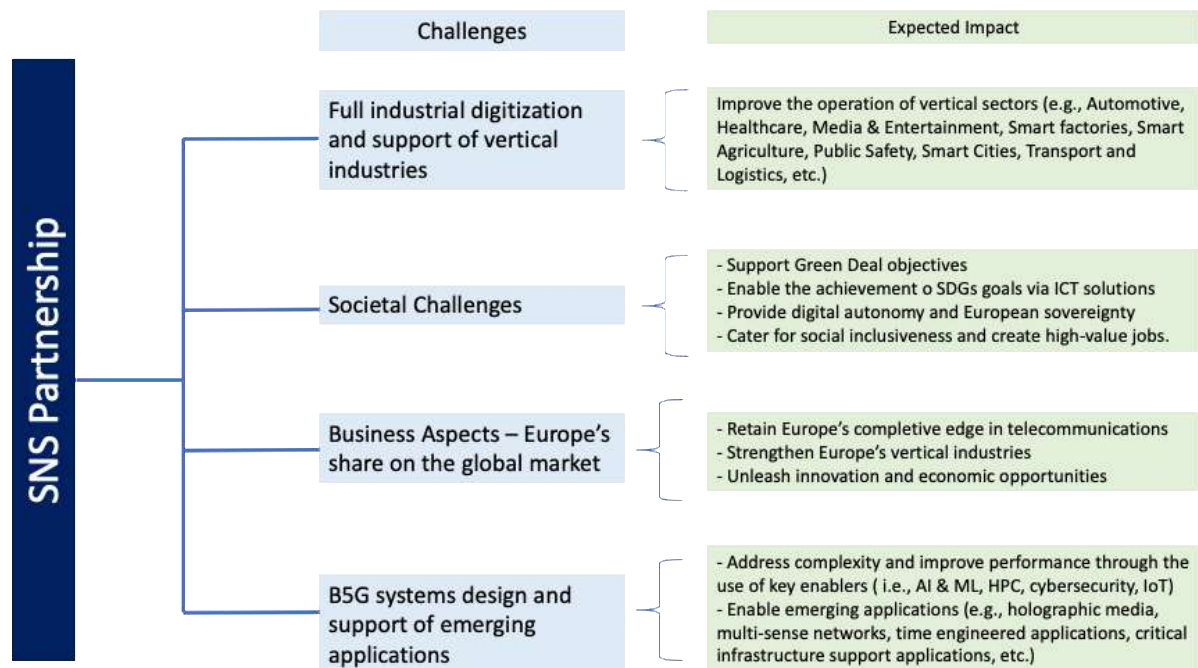 SNS Partnership
Challenges
Expected Impact
Full industrial digitization
and support of vertical
industries
Improve the operation of vertical sectors (e.g., Automotive,
Healthcare, Media & Entertainment, Smart factories, Smart
Agriculture, Public Safety, Smart Cities, Transport and
Logistics, etc.)
Societal Challenges
- Support Green Deal objectives
- Enable the achievement o SDGs goals via ICT solutions
- Provide digital autonomy and European sovereignty
- Cater for social inclusiveness and create high-value jobs.
Business Aspects – Europe's
share on the global market
- Retain Europe's completive edge in telecommunications
- Strengthen Europe's vertical industries
- Unleash innovation and economic opportunities
B5G systems design and
support of emerging
applications
- Address complexity and improve performance through the
use of key enablers ( i.e., AI & ML, HPC, cybersecurity, IoT)
- Enable emerging applications (e.g., holographic media,
multi-sense networks, time engineered applications, critical
infrastructure support applications, etc.)